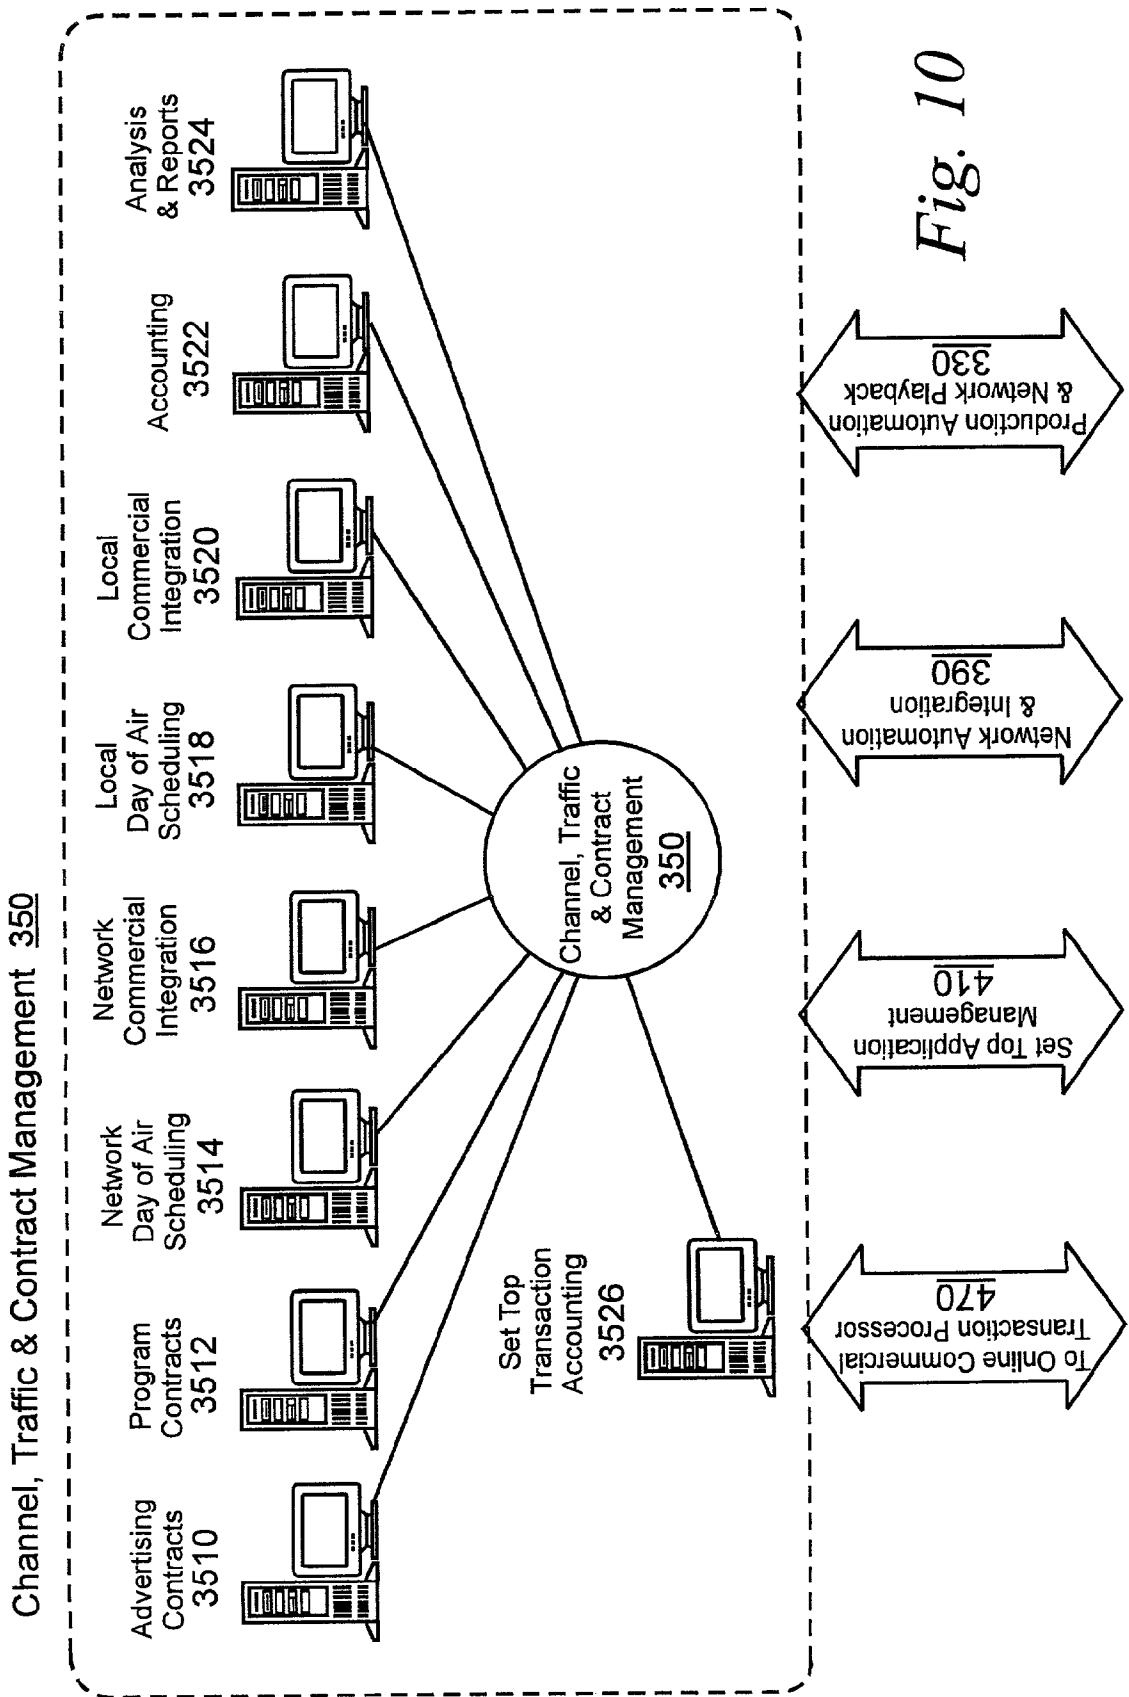 Channel, Traffic & Contract Management 350
Advertising
Contracts
3510
Program
Contracts
3512
Network
Day of Air
Scheduling
3514
Network
Commercial
Integration
3516
Local
Day of Air
Scheduling
3518
Local
Commercial
Integration
3520
Accounting
3522
Analysis
& Reports
3524
Set Top
Transaction
Accounting
3526
Channel, Traffic
& Contract
Management
350
To Online Commercial
Transaction Processor
470
Set Top Application
Management
410
Network Automation
& Integration
390
Production Automation
& Network Playback
330
Fig. 10